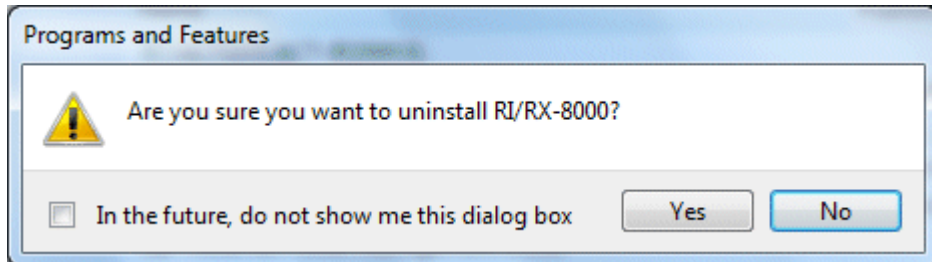 Programs and Features
Are you sure you want to uninstall RI/RX-8000?
In the future, do not show me this dialog box
Yes
No